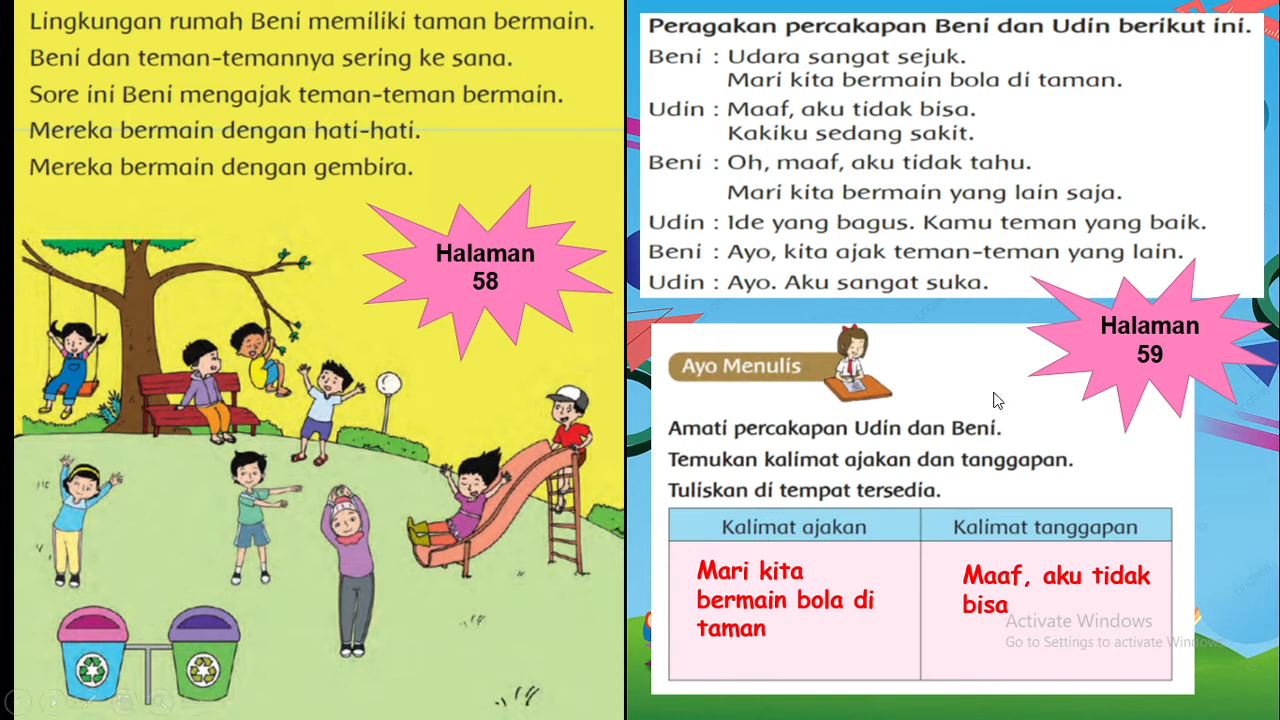 Lingkungan rumah Beni memiliki taman bermain.
Beni dan teman-temannya sering ke sana.
Sore ini Beni mengajak teman-teman bermain.
Mereka bermain dengan hati-hati.
Mereka bermain dengan gembira.
Halaman
58
Peragakan percakapan Beni dan Udin berikut ini.
Beni : Udara sangat sejuk.
Mari kita bermain bola di taman.
Udin : Maaf, aku tidak bisa.
Kakiku sedang sakit.
Beni : Oh, maaf, aku tidak tahu.
Mari kita bermain yang lain saja.
Udin : Ide yang bagus. Kamu teman yang baik.
Beni : Ayo, kita ajak teman-teman yang lain.
Udin : Ayo. Aku sangat suka.
Halaman
59
Ayo Menulis
Amati percakapan Udin dan Beni.
Temukan kalimat ajakan dan tanggapan.
Tuliskan di tempat tersedia.
Kalimat ajakan
Kalimat tanggapan
Mari kita
bermain bola di
taman
Maaf, aku tidak
bisa
Activate Windows
Go to Settings to activate Windows.